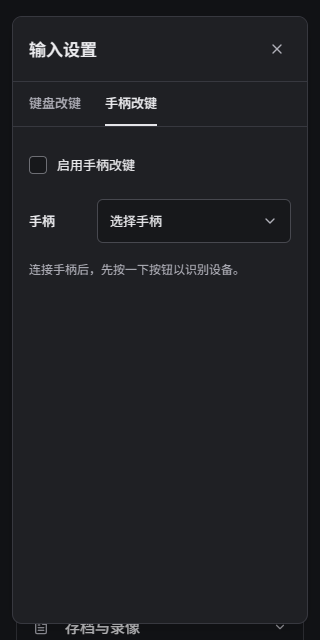 输入设置
键盘改键 手柄改键
启用手柄改键
手柄 选择手柄
连接手柄后，先按一下按钮以识别设备。
存档与录像